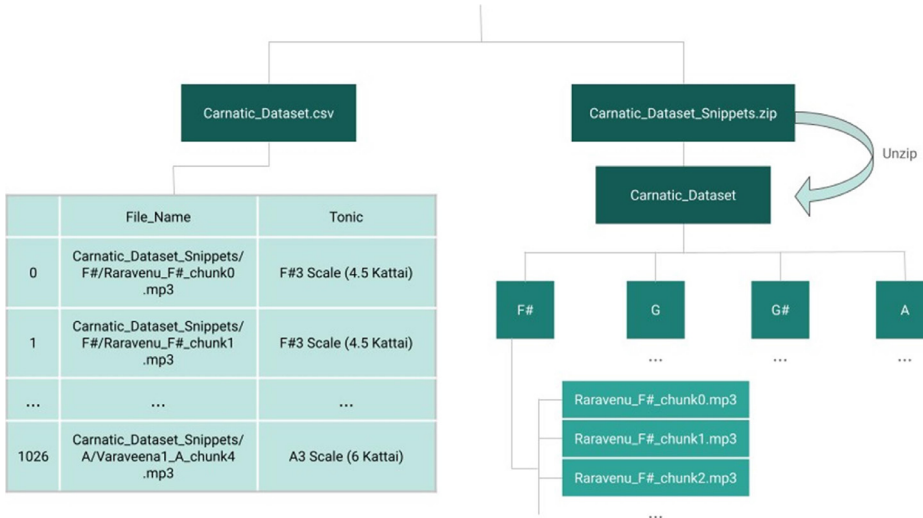 Carnatic_Dataset.csv
Carnatic_Dataset_Snippets.zip
Unzip
Carnatic_Dataset
File_Name
Tonic
0
Carnatic_Dataset_Snippets/
F#/Raravenu_F#_chunk0
.mp3
F#3 Scale (4.5 Kattai)
1
Carnatic_Dataset_Snippets/
F#/Raravenu_F#_chunk1
.mp3
F#3 Scale (4.5 Kattai)
...
...
...
1026
Carnatic_Dataset_Snippets/
A/Varaveena1_A_chunk4
.mp3
A3 Scale (6 Kattai)
F#
G
G#
A
...
...
...
Raravenu_F#_chunk0.mp3
Raravenu_F#_chunk1.mp3
Raravenu_F#_chunk2.mp3
...